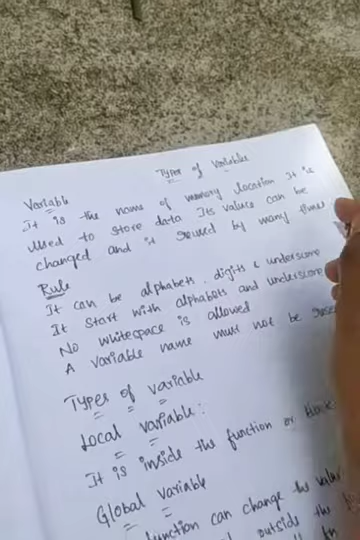 Types of Variable
Variable
It is the name of memory location It is
used to store data Its values can be
changed and it reused by many times
Rule
It can be alphabets, digits & underscore
It start with alphabets and underscore
No whitespace is allowed
A variable name must not be
Types of variable
Local variable:
It is inside the function or block
Global variable
function can change the value
outside the